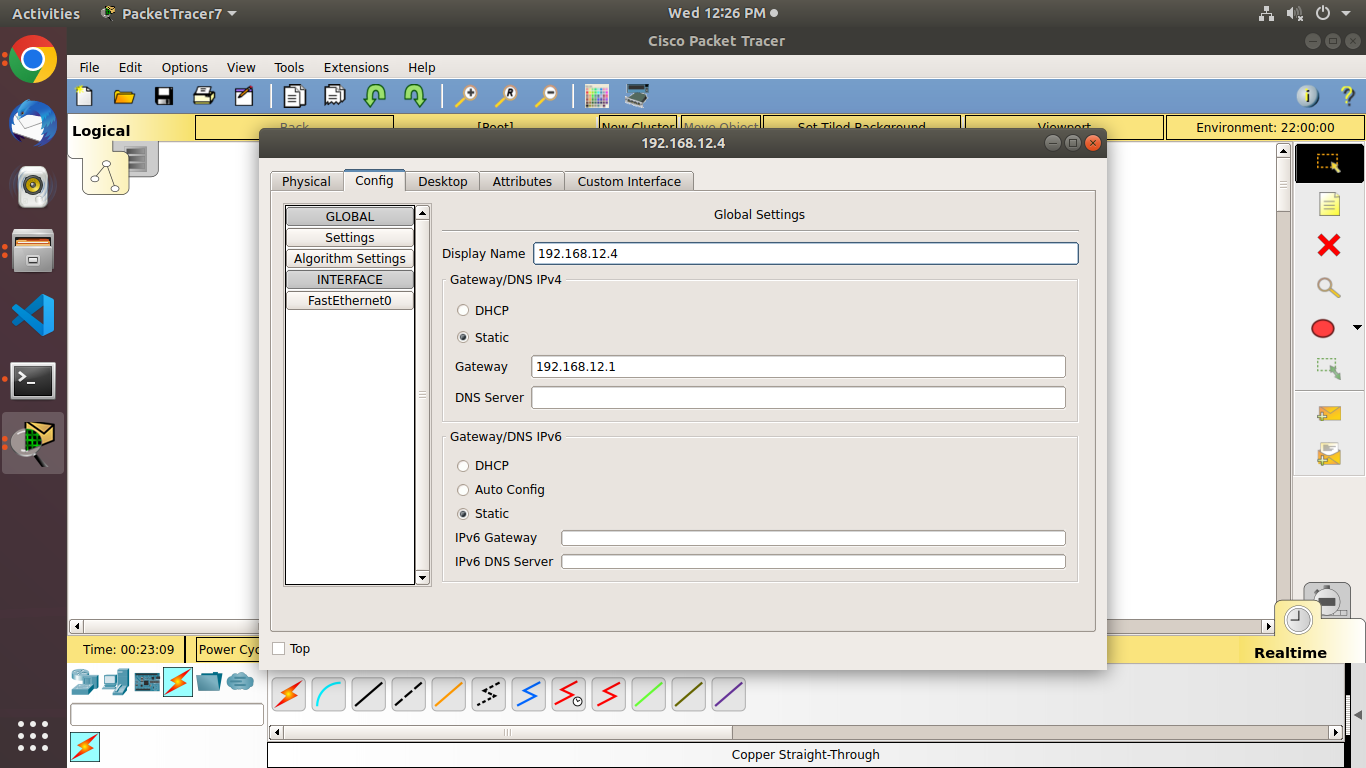 Activities PacketTracer7 Wed 12:26 PM
Cisco Packet Tracer
File Edit Options View Tools Extensions Help
Logical Back [Root] New Cluster Move Object Set Tiled Background Viewport Environment: 22:00:00
192.168.12.4
Physical Config Desktop Attributes Custom Interface
GLOBAL
Settings
Algorithm Settings
INTERFACE
FastEthernet0
Global Settings
Display Name 192.168.12.4
Gateway/DNS IPv4
DHCP
Static
Gateway 192.168.12.1
DNS Server
Gateway/DNS IPv6
DHCP
Auto Config
Static
IPv6 Gateway
IPv6 DNS Server
Top
Time: 00:23:09 Power Cyc
Realtime
Copper Straight-Through